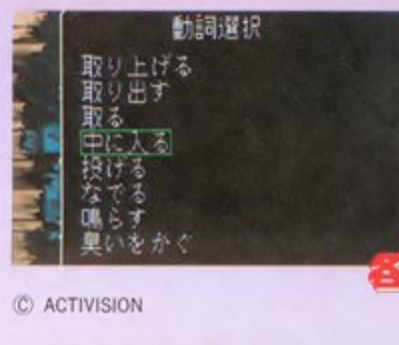 動詞選択
取り上げる
取り出す
取る
中に入る
投げる
なでる
鳴らす
臭いをかぐ
© ACTIVISION